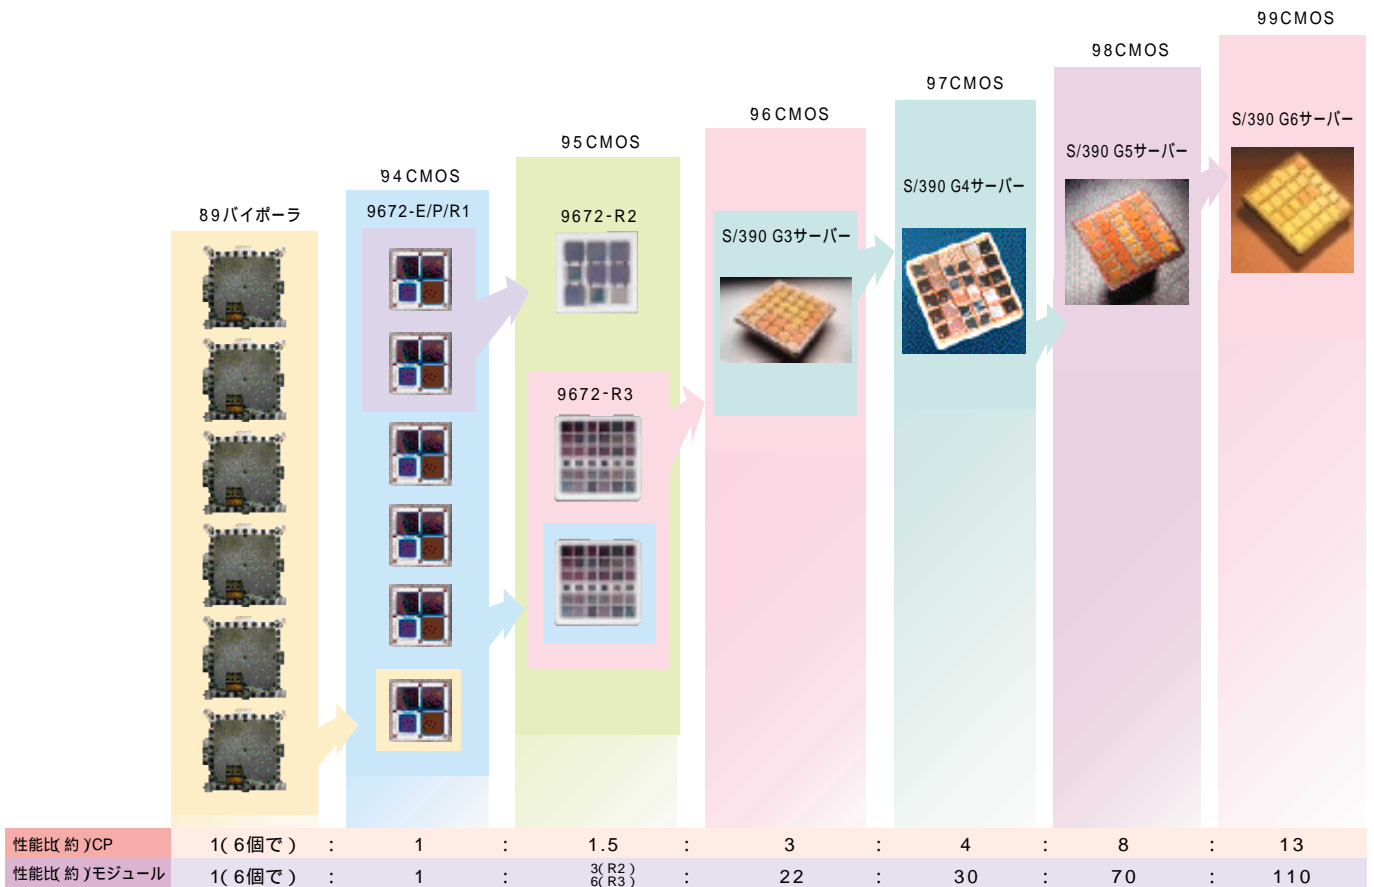 89バイポーラ
'94CMOS
9672-E/P/R1
'95CMOS
9672-R2
9672-R3
'96CMOS
S/390 G3サーバー
'97CMOS
S/390 G4サーバー
'98CMOS
S/390 G5サーバー
'99CMOS
S/390 G6サーバー
性能比(約)/CP 1(6個で) : 1 : 1.5 : 3 : 4 : 8 : 13
性能比(約)/モジュール 1(6個で) : 1 : 3(R2) 6(R3) : 22 : 30 : 70 : 110